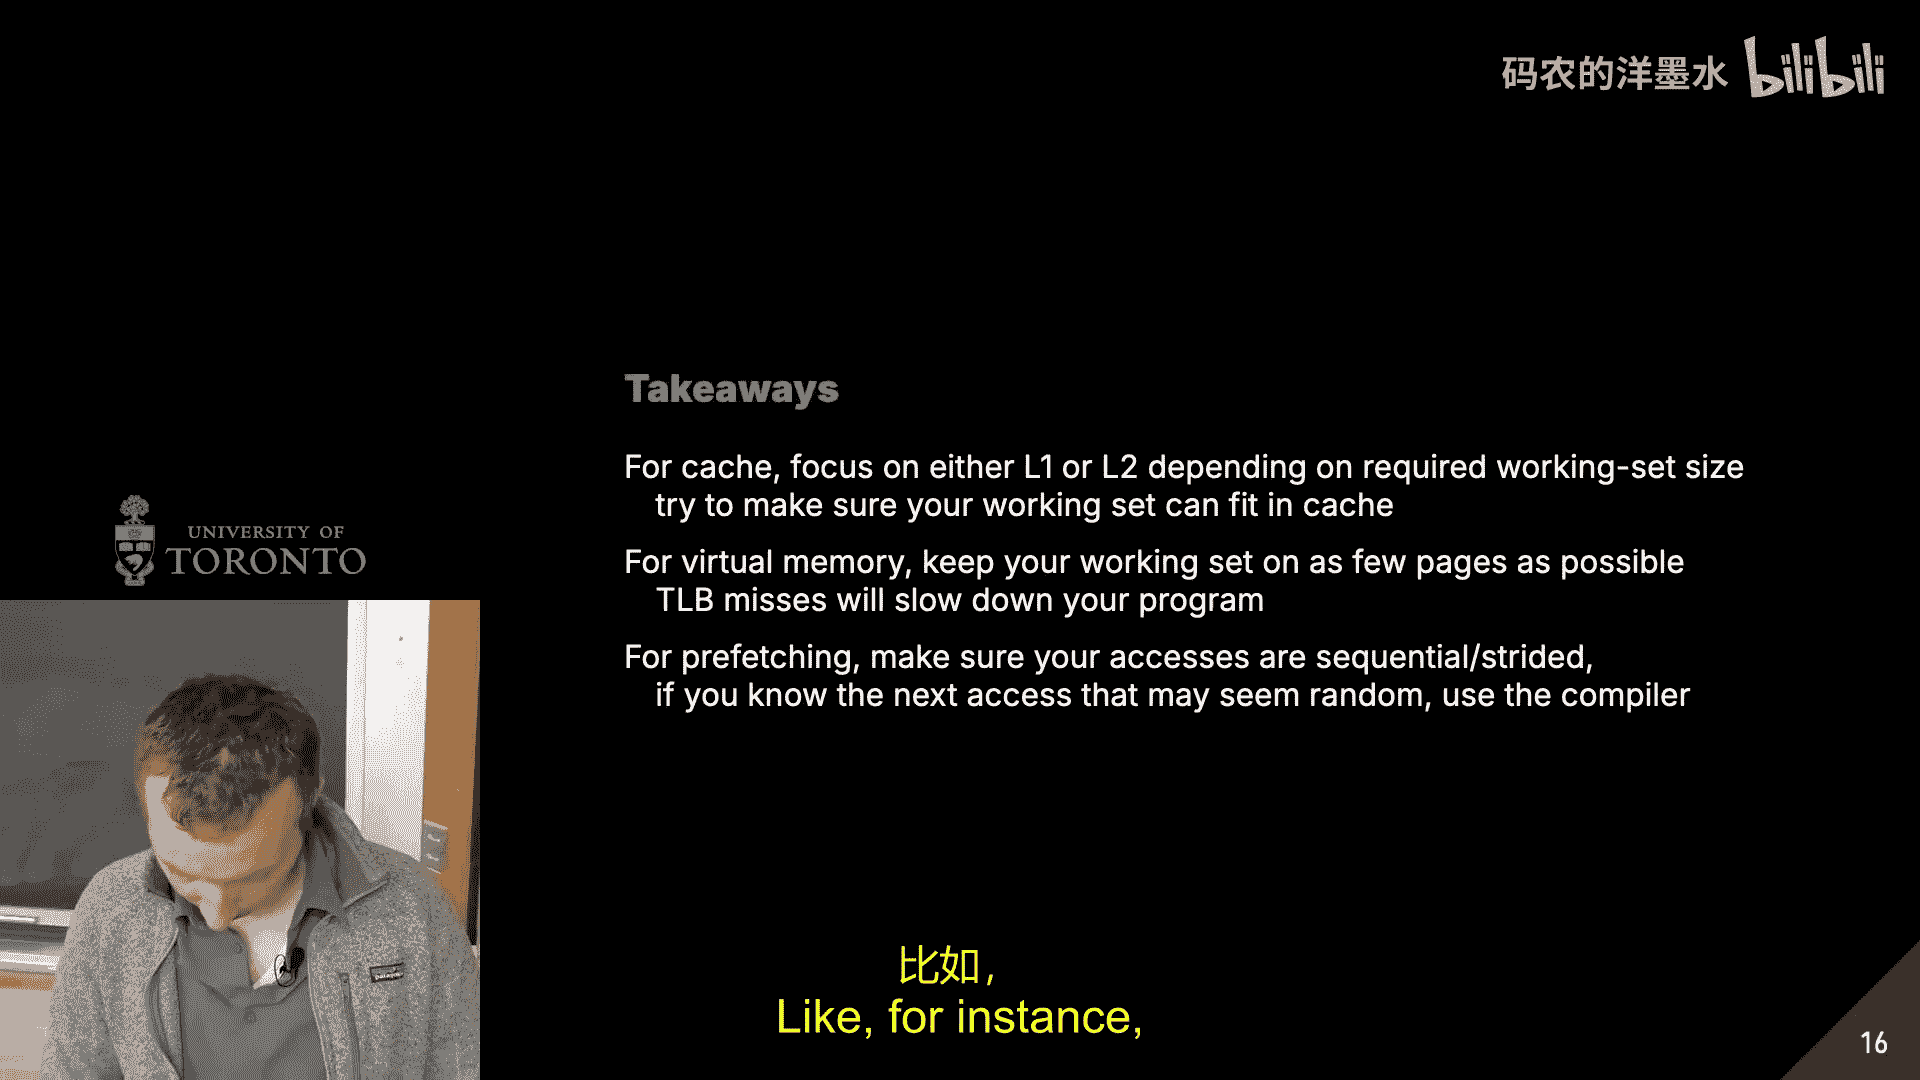 码农的洋墨水 bilibili
Takeaways
For cache, focus on either L1 or L2 depending on required working-set size
try to make sure your working set can fit in cache
For virtual memory, keep your working set on as few pages as possible
TLB misses will slow down your program
For prefetching, make sure your accesses are sequential/strided,
if you know the next access that may seem random, use the compiler
UNIVERSITY OF
TORONTO
比如，
Like, for instance,
16